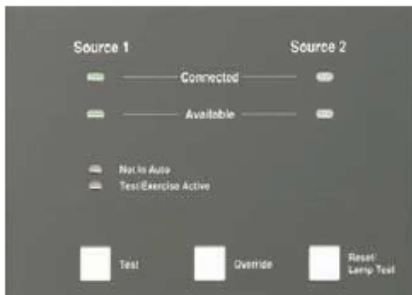 Source 1
Source 2
Connected
Available
Not In Auto
Test/Exercise Active
Test
Override
Reset/
Lamp Test